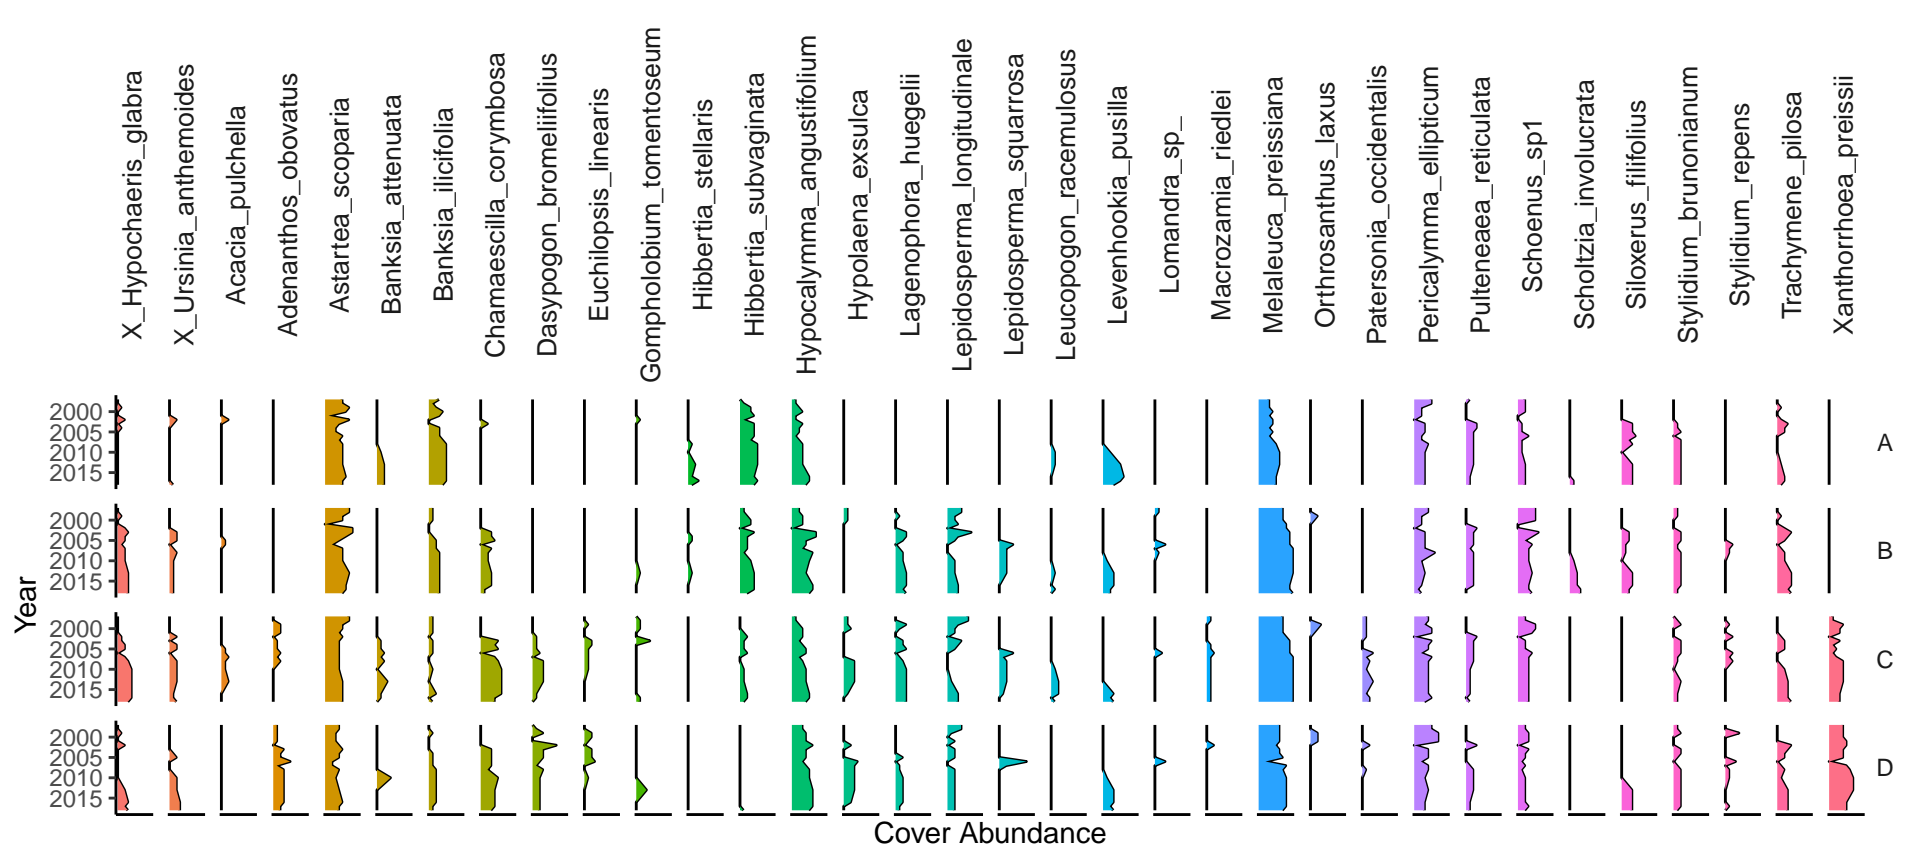 X_Hypochaeris_glabra
X_Ursinia_anthemoides
Acacia_pulchella
Adenanthos_obovatus
Astartea_scoparia
Banksia_attenuata
Banksia_ilicifolia
Chamaescilla_corymbosa
Dasypogon_bromeliifolius
Euchilopsis_linearis
Gompholobium_tomentoseum
Hibbertia_stellaris
Hibbertia_subvaginata
Hypocalymma_angustifolium
Hypolaena_exsulca
Lagenophora_huegelii
Lepidosperma_longitudinale
Lepidosperma_squarrosa
Leucopogon_racemulosus
Levenhookia_pusilla
Lomandra_sp_
Macrozamia_riedlei
Melaleuca_preissiana
Orthrosanthus_laxus
Patersonia_occidentalis
Pericalymma_ellipticum
Pulteneaea_reticulata
Schoenus_sp1
Scholtzia_involucrata
Siloxerus_filifolius
Stylidium_brunonianum
Stylidium_repens
Trachymene_pilosa
Xanthorrhoea_preissii
2000
2005
2010
2015
A
2000
2005
2010
2015
B
2000
2005
2010
2015
C
2000
2005
2010
2015
D
Year
Cover Abundance